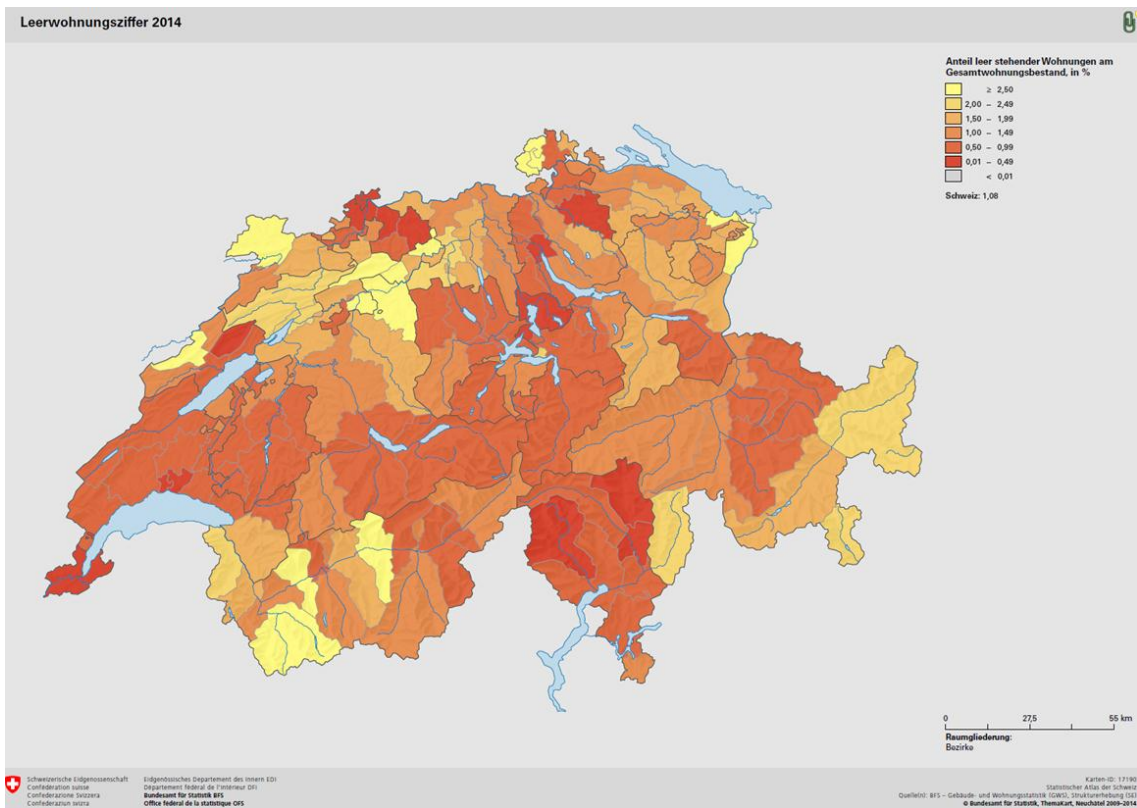 Leerwohnungsziffer 2014
Anteil leer stehender Wohnungen am
Gesamtwohnungsbestand, in %
≥ 2,50
2,00 – 2,49
1,50 – 1,99
1,00 – 1,49
0,50 – 0,99
0,01 – 0,49
< 0,01
Schweiz: 1,08
0 27,5 55 km
Raumgliederung:
Bezirke
Schweizerische Eidgenossenschaft
Confédération suisse
Confederazione Svizzera
Confederaziun svizra
Eidgenössisches Departement des Innern EDI
Département fédéral de l'intérieur DFI
Bundesamt für Statistik BFS
Office fédéral de la statistique OFS
Karten-ID: 17190
Statistischer Atlas der Schweiz
Quelle(n): BFS – Gebäude- und Wohnungsstatistik (GWS), Strukturerhebung (SE)
© Bundesamt für Statistik, ThemaKart, Neuchâtel 2009–2014